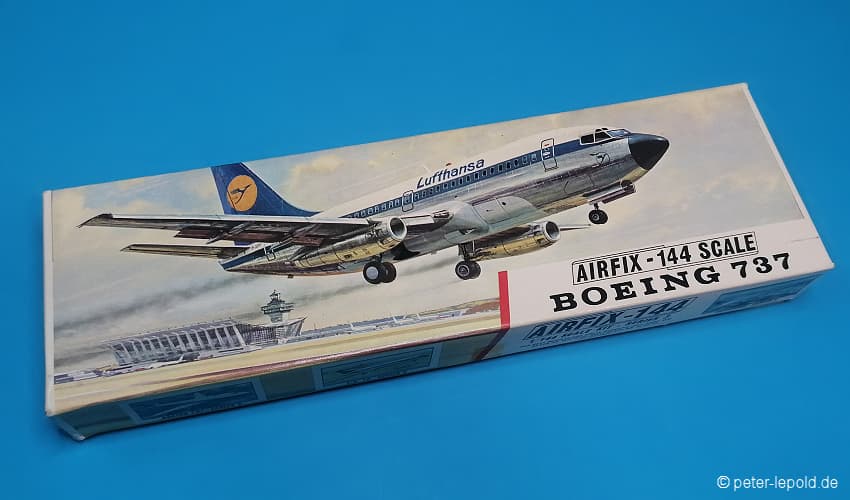 Lufthansa
AIRFIX-144 SCALE
BOEING 737
AIRFIX-144
© peter-lepold.de